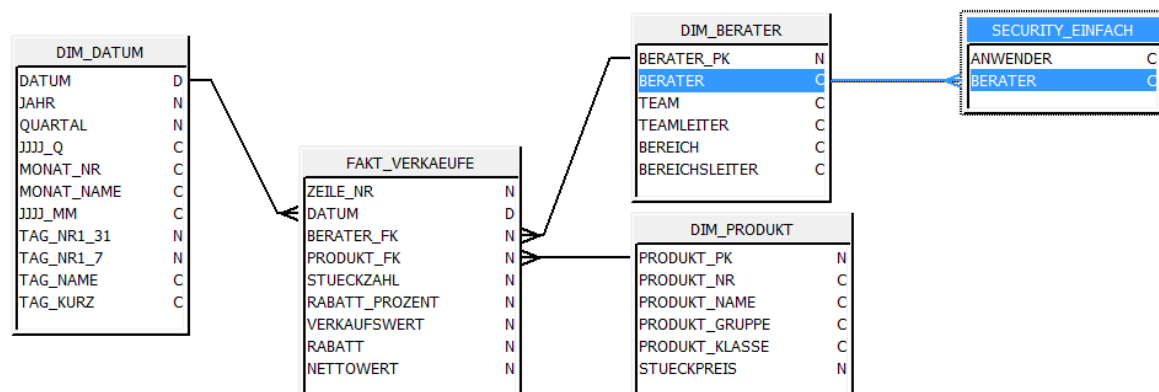 DIM_DATUM
DATUM D
JAHR N
QUARTAL N
JJJJ_Q C
MONAT_NR C
MONAT_NAME C
JJJJ_MM C
TAG_NR1_31 N
TAG_NR1_7 N
TAG_NAME C
TAG_KURZ C
FAKT_VERKAEUFE
ZEILE_NR N
DATUM D
BERATER_FK N
PRODUKT_FK N
STUECKZAHL N
RABATT_PROZENT N
VERKAUFSWERT N
RABATT N
NETTOWERT N
DIM_BERATER
BERATER_PK N
BERATER C
TEAM C
TEAMLEITER C
BEREICH C
BEREICHSLEITER C
DIM_PRODUKT
PRODUKT_PK N
PRODUKT_NR C
PRODUKT_NAME C
PRODUKT_GRUPPE C
PRODUKT_KLASSE C
STUECKPREIS N
SECURITY_EINFACH
ANWENDER C
BERATER C